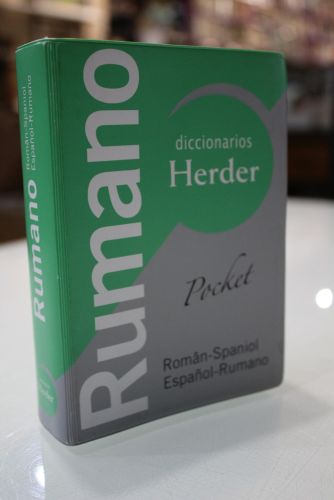 Român-Spaniol
Español-Rumano
Rumano
Rumano
diccionarios
Herder
Pocket
Român-Spaniol
Español-Rumano